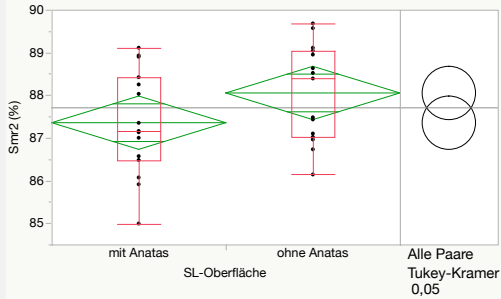 90
89
88
87
86
85
Smr2 (%)
mit Anatas
ohne Anatas
SL-Oberfläche
Alle Paare
Tukey-Kramer
0,05